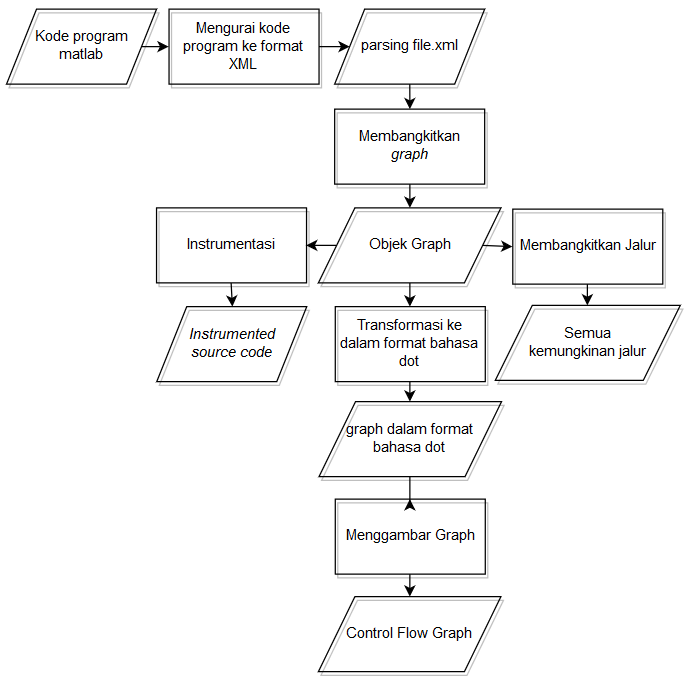 Kode program
matlab
Mengurai kode
program ke format
XML
parsing file.xml
Membangkitkan
graph
Instrumentasi
Objek Graph
Membangkitkan Jalur
Instrumented
source code
Transformasi ke
dalam format bahasa
dot
Semua
kemungkinan jalur
graph dalam format
bahasa dot
Menggambar Graph
Control Flow Graph